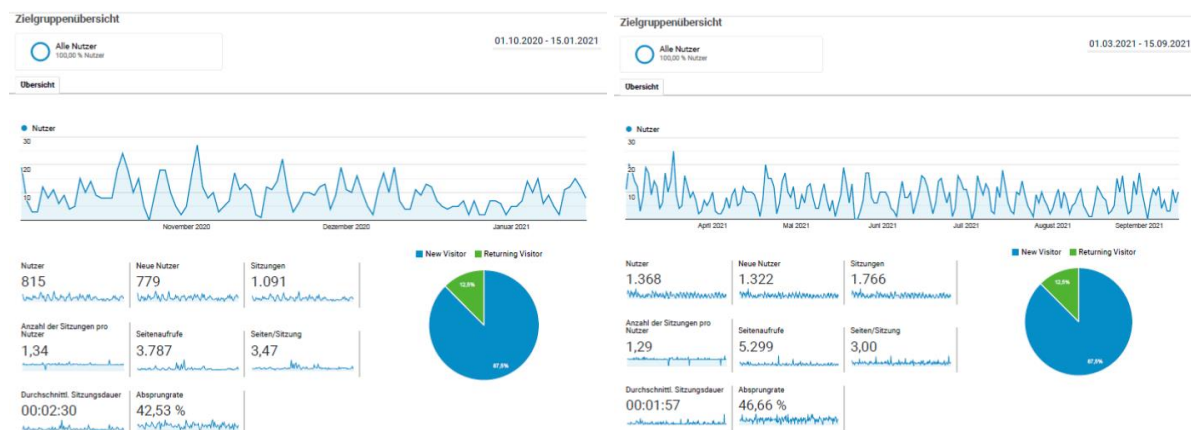 Zielgruppenübersicht
Alle Nutzer
100,00 % Nutzer
01.10.2020 - 15.01.2021
Übersicht
Nutzer
30
20
10
November 2020
Dezember 2020
Januar 2021
New Visitor
Returning Visitor
Nutzer
815
Neue Nutzer
779
Sitzungen
1.091
12,5%
87,5%
Anzahl der Sitzungen pro
Nutzer
1,34
Seitenaufrufe
3.787
Seiten/Sitzung
3,47
Durchschnittl. Sitzungsdauer
00:02:30
Absprungrate
42,53 %
Zielgruppenübersicht
Alle Nutzer
100,00 % Nutzer
01.03.2021 - 15.09.2021
Übersicht
Nutzer
30
20
10
April 2021
Mai 2021
Juni 2021
Juli 2021
August 2021
September 2021
New Visitor
Returning Visitor
Nutzer
1.368
Neue Nutzer
1.322
Sitzungen
1.766
12,5%
87,5%
Anzahl der Sitzungen pro
Nutzer
1,29
Seitenaufrufe
5.299
Seiten/Sitzung
3,00
Durchschnittl. Sitzungsdauer
00:01:57
Absprungrate
46,66 %